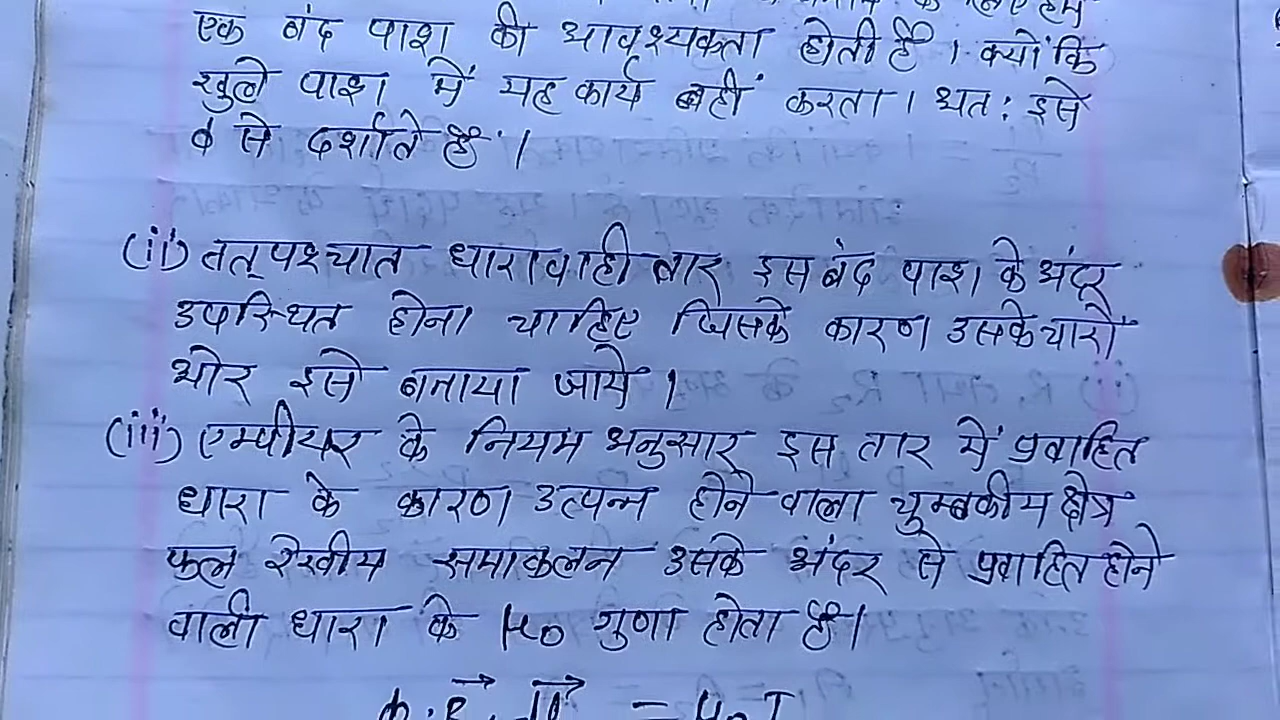 के लिए हमें
एक बंद पाश की आवश्यकता होती है । क्यों कि
खुले पाश में यह कार्य नहीं करता । अत : इसे
से दर्शाते है ।
(ii) तत्पश्चात धारावाही तार इस बंद पाश के अंदर
उपस्थित होना चाहिए जिसके कारण उसके चारों
ओर इसे बनाया जाये ।
(iii) एम्पीयर के नियम अनुसार इस तार में प्रवाहित
धारा के कारण उत्पन्न होने वाला चुम्बकीय क्षेत्र
कुल रेखीय समाकलन उसके अंदर से प्रवाहित होने
वाली धारा के μ₀ गुणा होता है ।
= μ₀ I